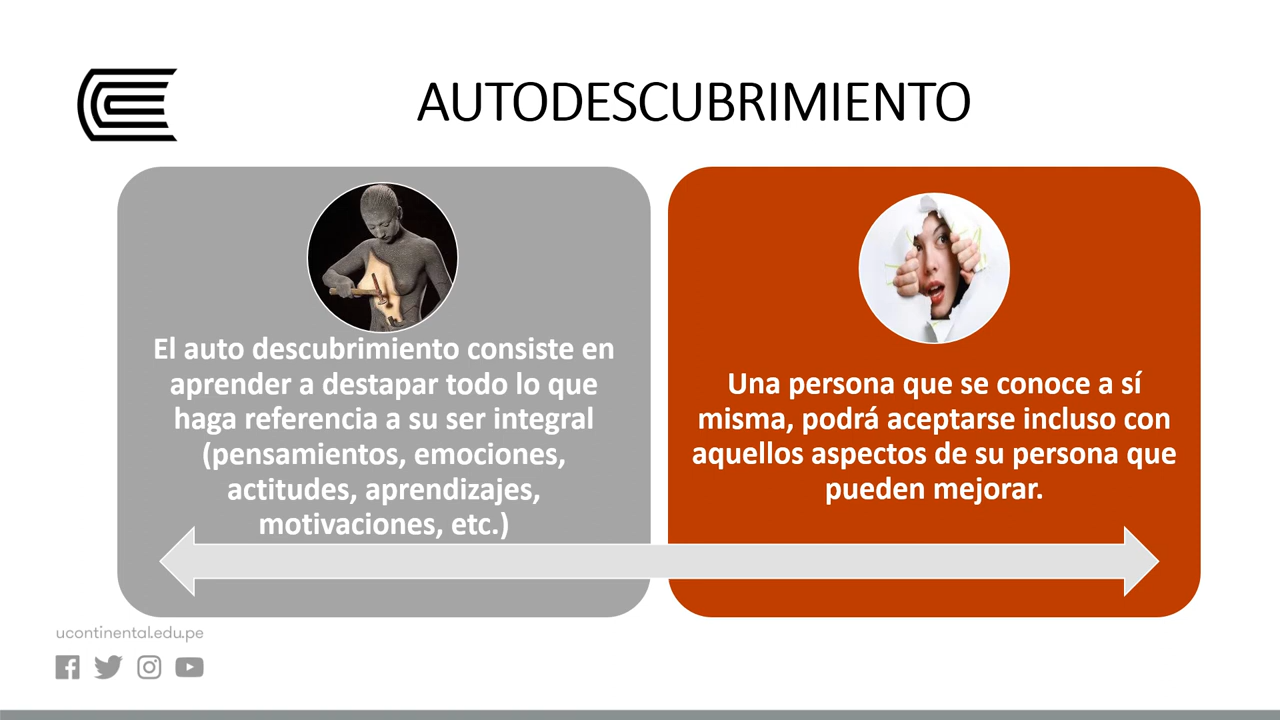 AUTODESCUBRIMIENTO
El auto descubrimiento consiste en
aprender a destapar todo lo que
haga referencia a su ser integral
(pensamientos, emociones,
actitudes, aprendizajes,
motivaciones, etc.)
Una persona que se conoce a sí
misma, podrá aceptarse incluso con
aquellos aspectos de su persona que
pueden mejorar.
ucontinental.edu.pe